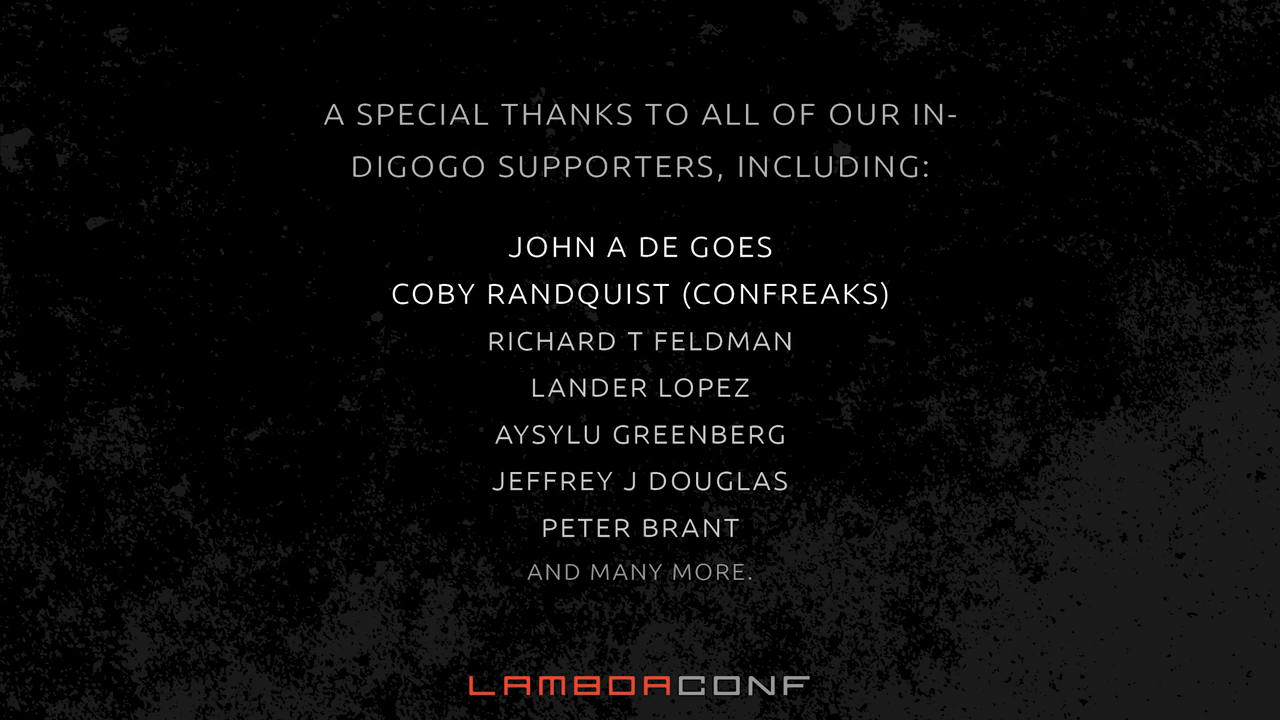 A SPECIAL THANKS TO ALL OF OUR IN-
DIGOGO SUPPORTERS, INCLUDING:
JOHN A DE GOES
COBY RANDQUIST (CONFREAKS)
RICHARD T FELDMAN
LANDER LOPEZ
AYSYLU GREENBERG
JEFFREY J DOUGLAS
PETER BRANT
AND MANY MORE.
LAMBDACONF